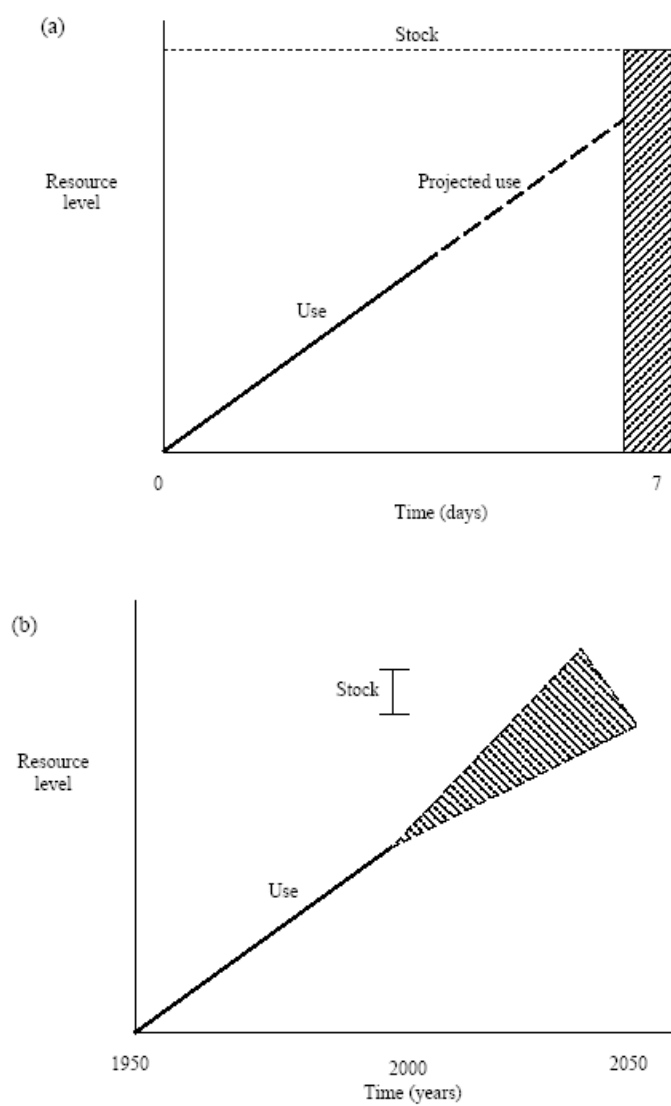 (a)
Stock
Resource
level
Projected use
Use
0
7
Time (days)
(b)
Stock
Resource
level
Use
1950
2000
2050
Time (years)